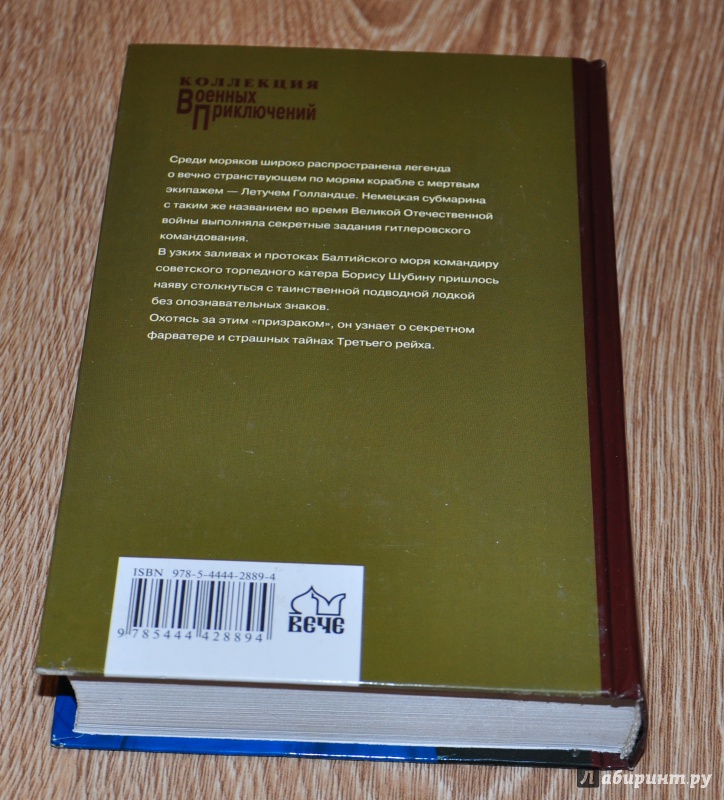 КОЛЛЕКЦИЯ
Военных
Приключений
Среди моряков широко распространена легенда
о вечно странствующем по морям корабле с мертвым
экипажем — Летучем Голландце. Немецкая субмарина
с таким же названием во время Великой Отечественной
войны выполняла секретные задания гитлеровского
командования.
В узких заливах и протоках Балтийского моря командиру
советского торпедного катера Борису Шубину пришлось
наяву столкнуться с таинственной подводной лодкой
без опознавательных знаков.
Охотясь за этим «призраком», он узнает о секретном
фарватере и страшных тайнах Третьего рейха.
ISBN 978-5-4444-2889-4
9 785444 428894
ВЕЧЕ
Лабиринт.ру